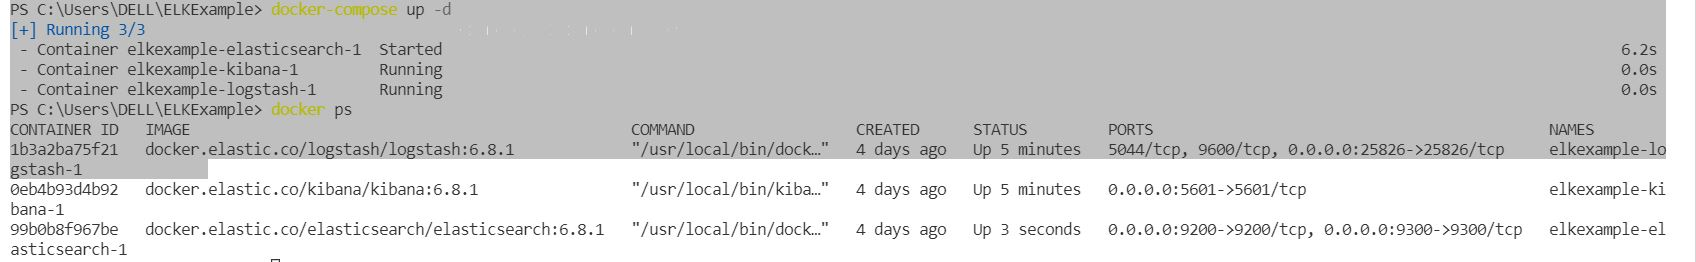 PS C:\Users\DELL\ELKExample> docker-compose up -d
[+] Running 3/3
 - Container elkexample-elasticsearch-1  Started 6.2s
 - Container elkexample-kibana-1         Running 0.0s
 - Container elkexample-logstash-1       Running 0.0s
PS C:\Users\DELL\ELKExample> docker ps
CONTAINER ID   IMAGE                                                 COMMAND                  CREATED      STATUS         PORTS                                            NAMES
1b3a2ba75f21   docker.elastic.co/logstash/logstash:6.8.1             "/usr/local/bin/dock…"   4 days ago   Up 5 minutes   5044/tcp, 9600/tcp, 0.0.0.0:25826->25826/tcp     elkexample-lo
gstash-1
0eb4b93d4b92   docker.elastic.co/kibana/kibana:6.8.1                 "/usr/local/bin/kiba…"   4 days ago   Up 5 minutes   0.0.0.0:5601->5601/tcp                           elkexample-ki
bana-1
99b0b8f967be   docker.elastic.co/elasticsearch/elasticsearch:6.8.1   "/usr/local/bin/dock…"   4 days ago   Up 3 seconds   0.0.0.0:9200->9200/tcp, 0.0.0.0:9300->9300/tcp   elkexample-el
asticsearch-1